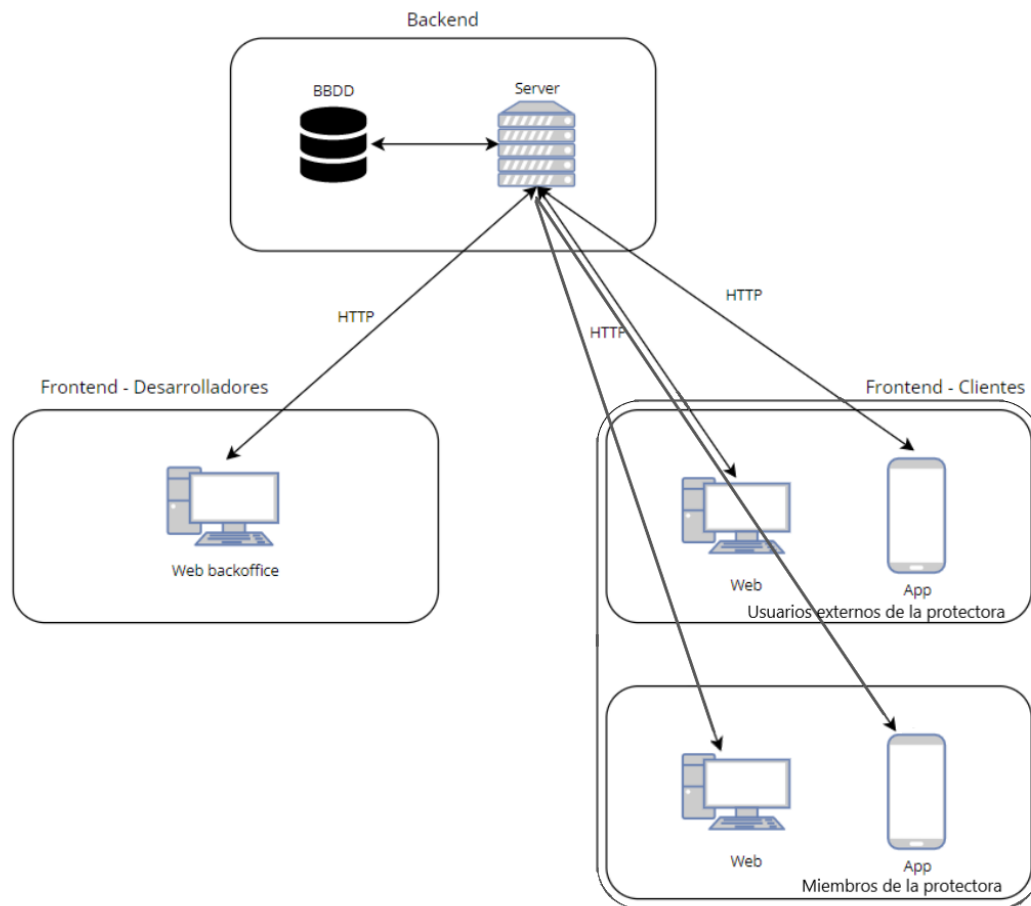 Backend
BBDD
Server
HTTP
HTTP
HTTP
Frontend - Desarrolladores
Frontend - Clientes
Web backoffice
Web
App
Usuarios externos de la protectora
Web
App
Miembros de la protectora